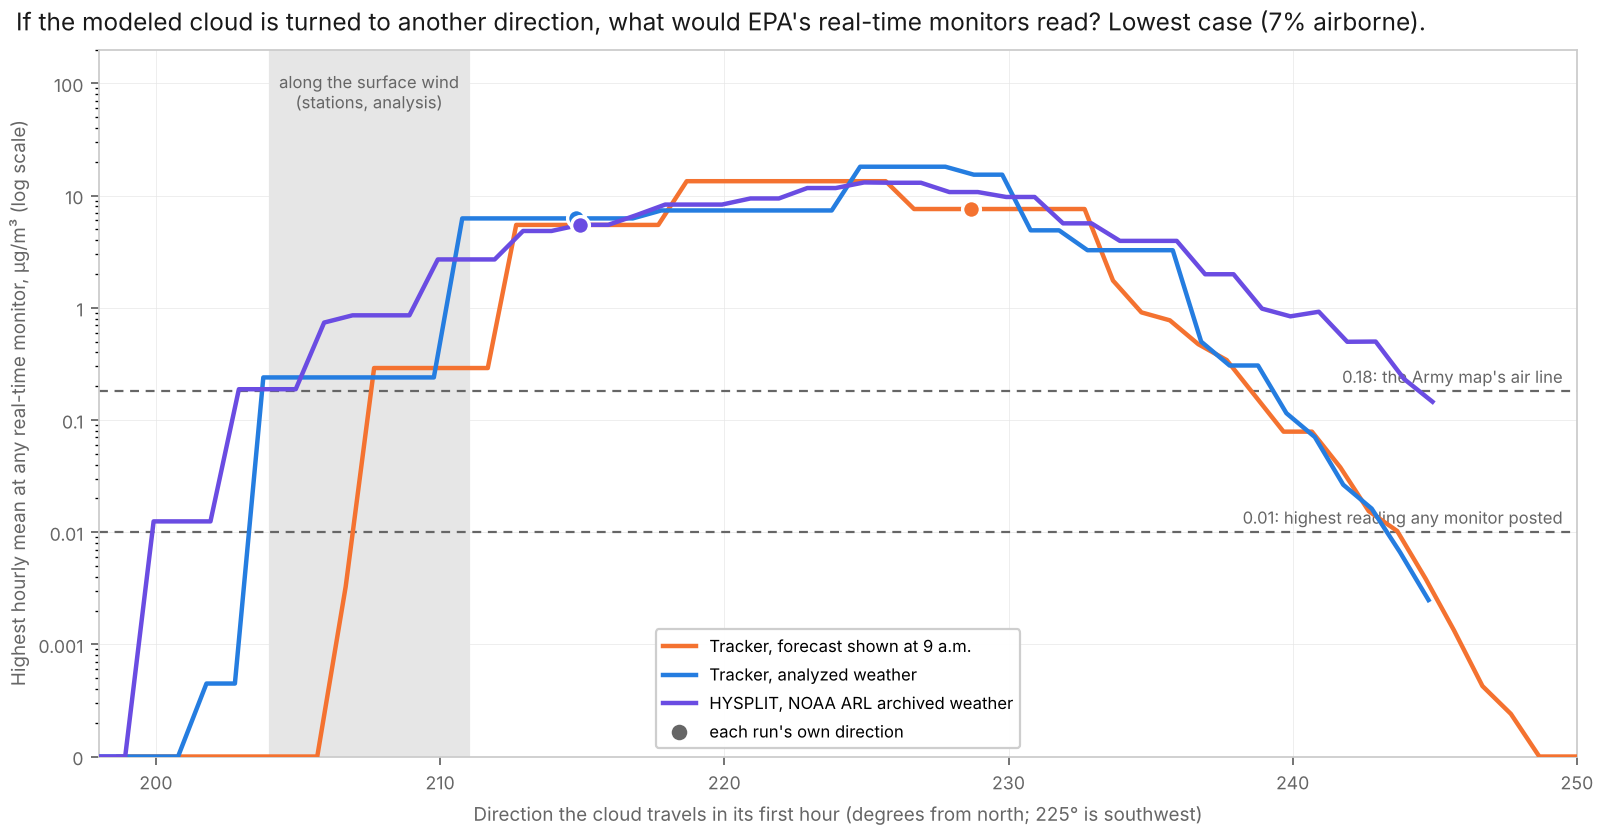 If the modeled cloud is turned to another direction, what would EPA's real-time monitors read? Lowest case (7% airborne).
along the surface wind
(stations, analysis)
Highest hourly mean at any real-time monitor, µg/m³ (log scale)
100
10
1
0.1
0.01
0.001
0
0.18: the Army map's air line
0.01: highest reading any monitor posted
Tracker, forecast shown at 9 a.m.
Tracker, analyzed weather
HYSPLIT, NOAA ARL archived weather
each run's own direction
200
210
220
230
240
250
Direction the cloud travels in its first hour (degrees from north; 225° is southwest)